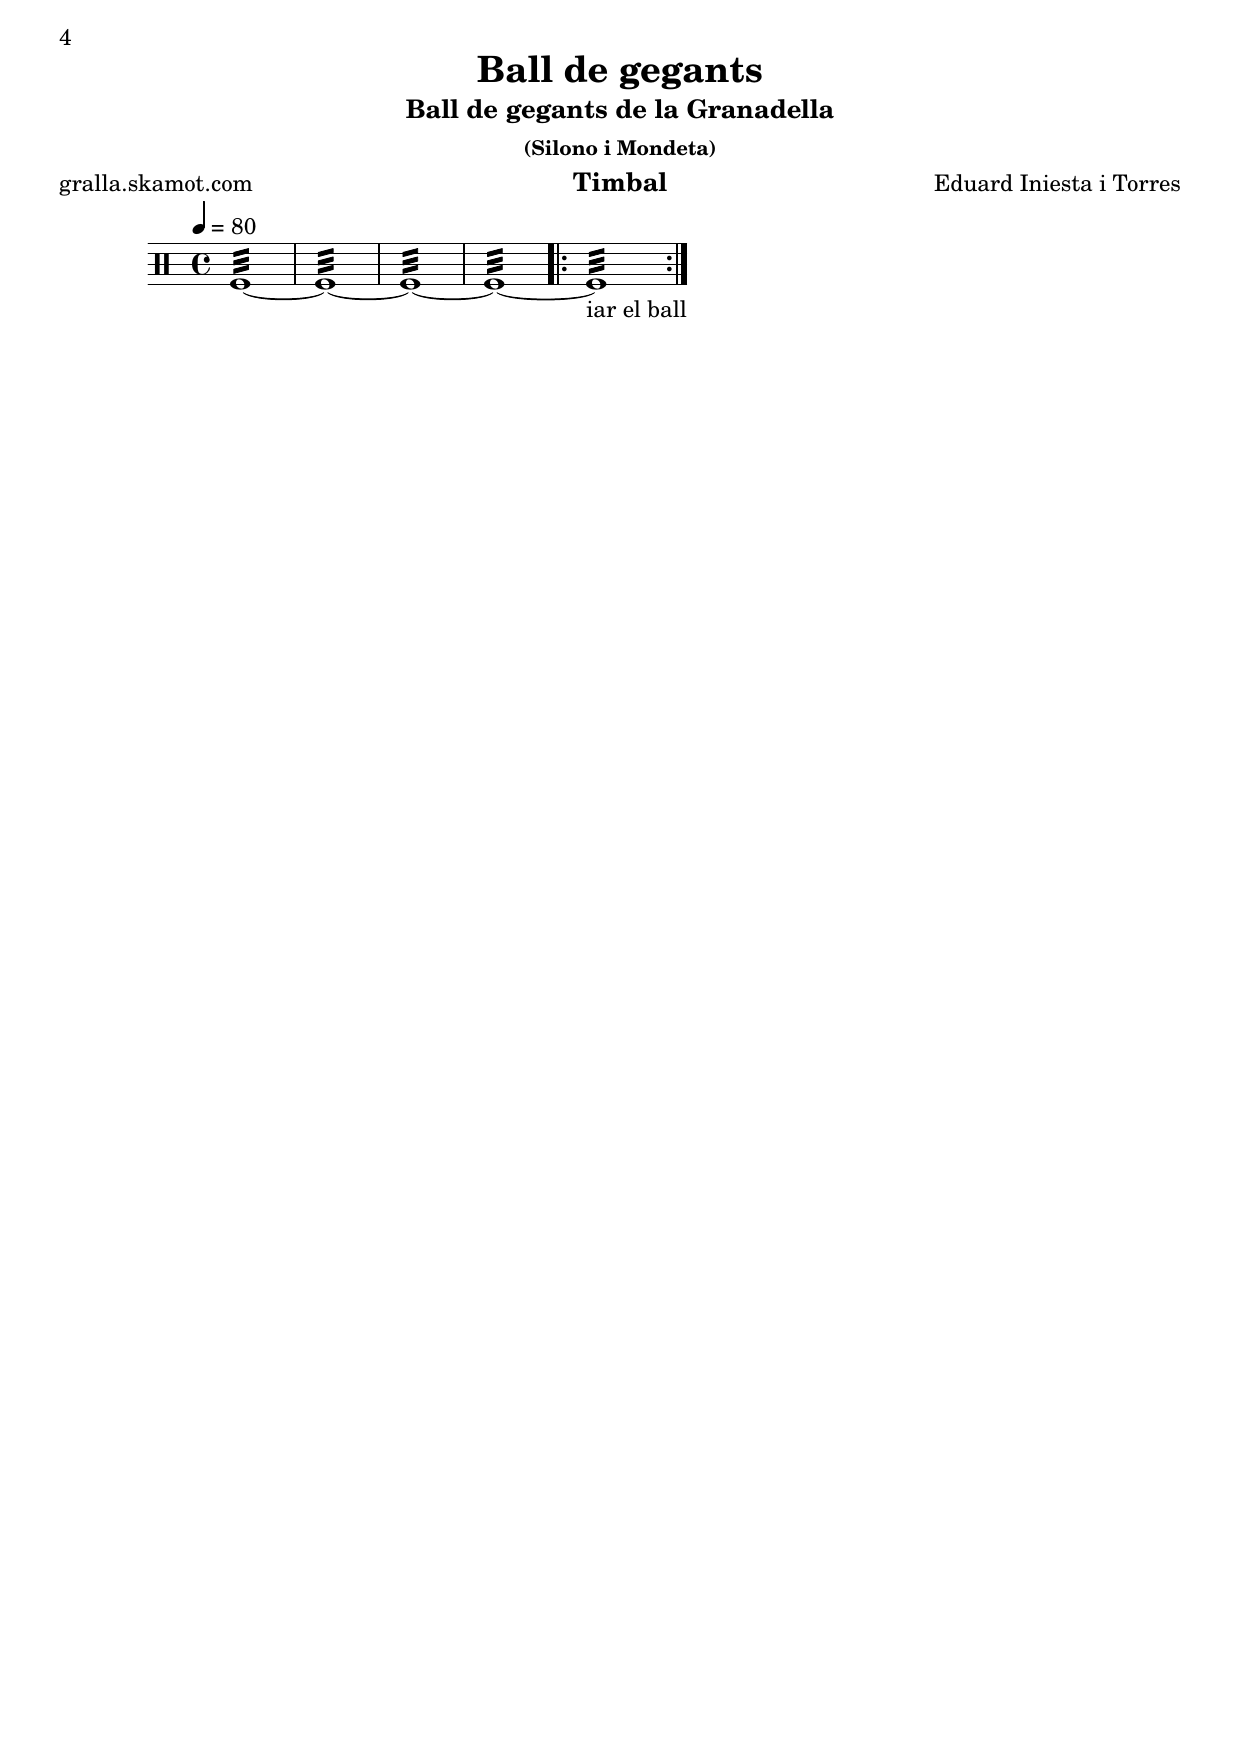 4
Ball de gegants
Ball de gegants de la Granadella
(Silono i Mondeta)
gralla.skamot.com Timbal Eduard Iniesta i Torres
= 80
iar el ball